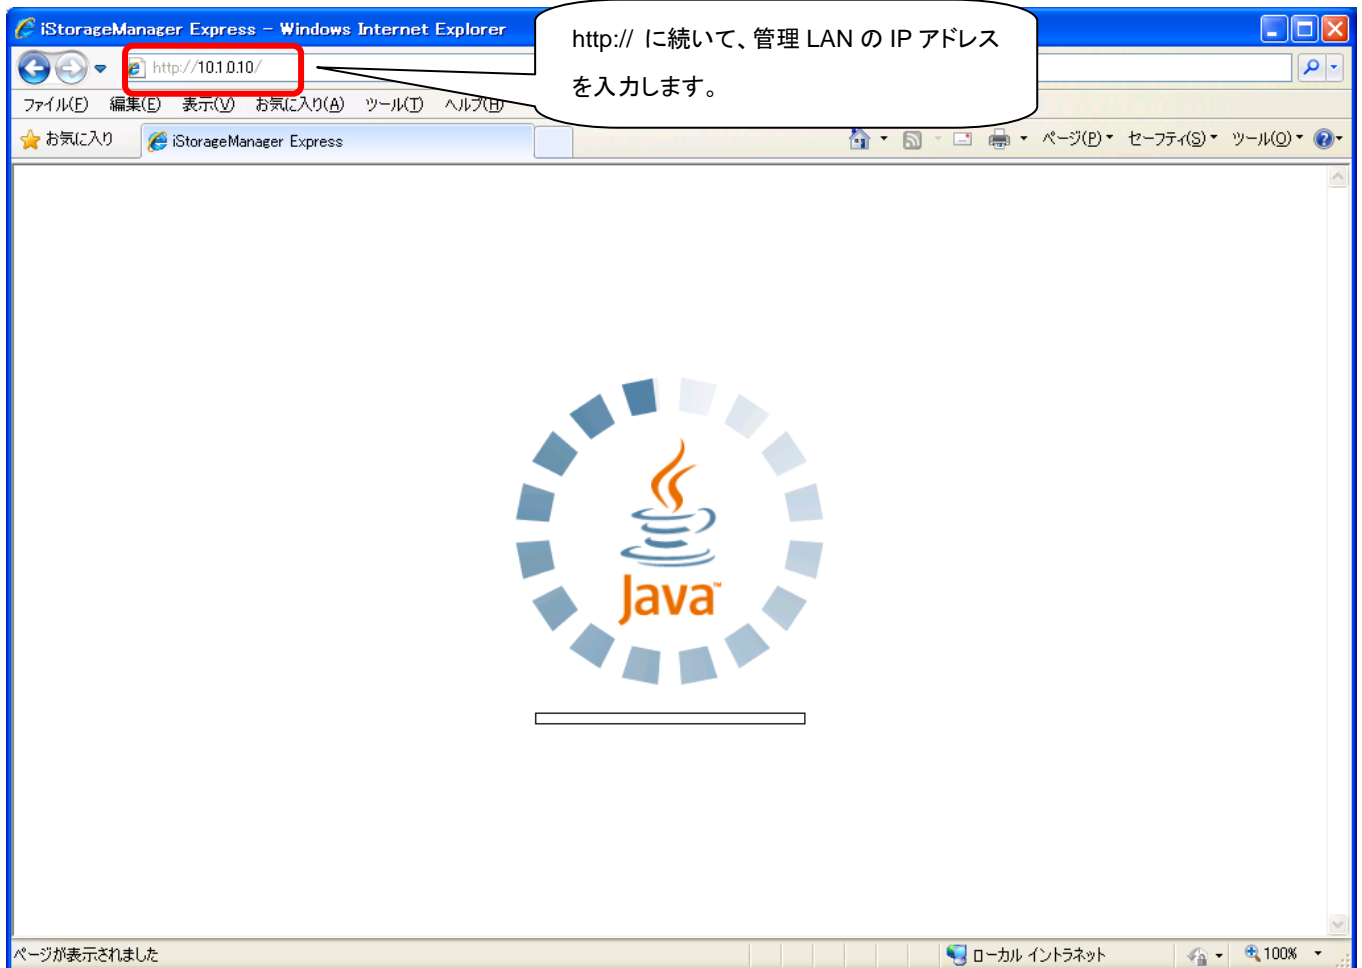 iStorageManager Express - Windows Internet Explorer
http:// に続いて、管理 LAN の IP アドレス
を入力します。
http://10.1.0.10/
ファイル(F) 編集(E) 表示(V) お気に入り(A) ツール(T) ヘルプ(H)
お気に入り iStorageManager Express ページ(P) セーフティ(S) ツール(O)
Java™
ページが表示されました ローカル イントラネット 100%